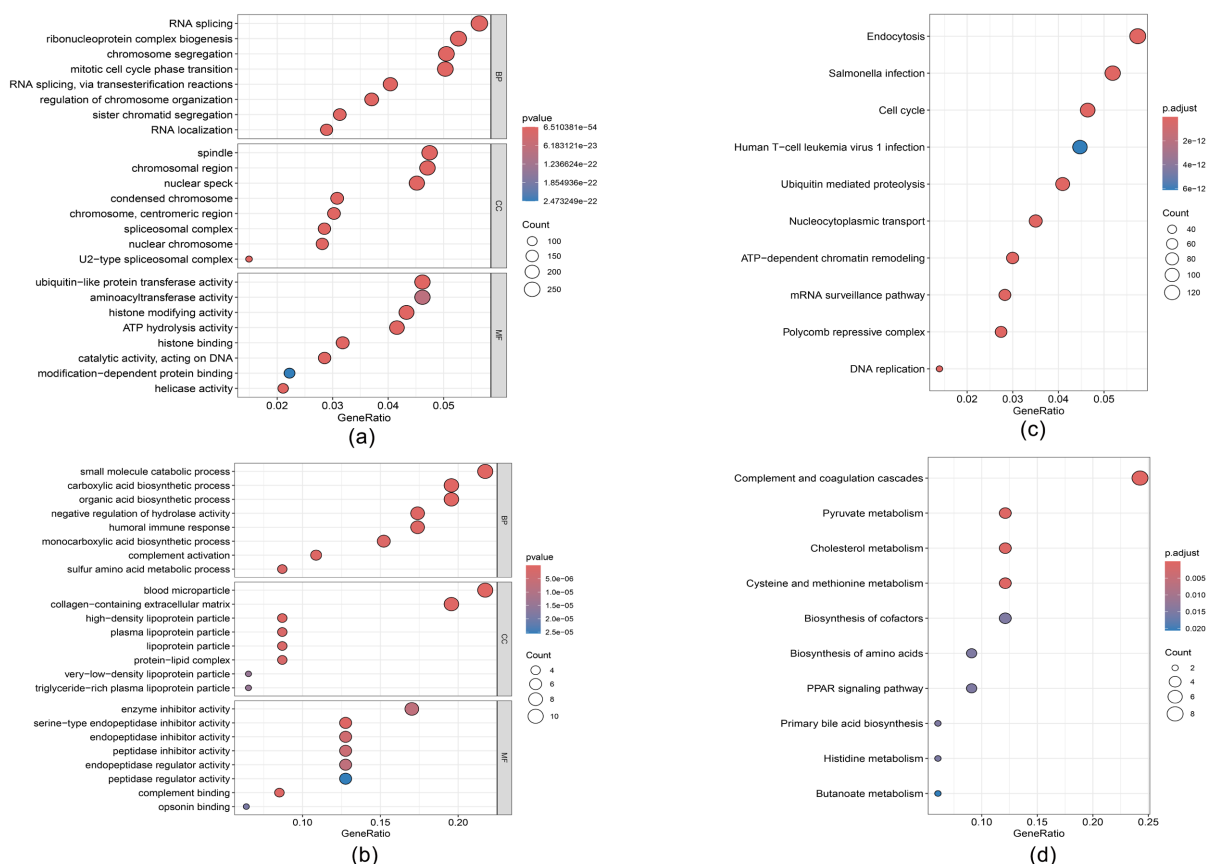 RNA splicing
ribonucleoprotein complex biogenesis
chromosome segregation
mitotic cell cycle phase transition
RNA splicing, via transesterification reactions
regulation of chromosome organization
sister chromatid segregation
RNA localization
BP
spindle
chromosomal region
nuclear speck
condensed chromosome
chromosome, centromeric region
spliceosomal complex
nuclear chromosome
U2-type spliceosomal complex
CC
ubiquitin-like protein transferase activity
aminoacyltransferase activity
histone modifying activity
ATP hydrolysis activity
histone binding
catalytic activity, acting on DNA
modification-dependent protein binding
helicase activity
MF
0.02 0.03 0.04 0.05
GeneRatio
pvalue
6.510381e-54
6.183121e-23
1.236624e-22
1.854936e-22
2.473249e-22
Count
100
150
200
250
(a)
Endocytosis
Salmonella infection
Cell cycle
Human T-cell leukemia virus 1 infection
Ubiquitin mediated proteolysis
Nucleocytoplasmic transport
ATP-dependent chromatin remodeling
mRNA surveillance pathway
Polycomb repressive complex
DNA replication
0.02 0.03 0.04 0.05
GeneRatio
p.adjust
2e-12
4e-12
6e-12
Count
40
60
80
100
120
(c)
small molecule catabolic process
carboxylic acid biosynthetic process
organic acid biosynthetic process
negative regulation of hydrolase activity
humoral immune response
monocarboxylic acid biosynthetic process
complement activation
sulfur amino acid metabolic process
BP
blood microparticle
collagen-containing extracellular matrix
high-density lipoprotein particle
plasma lipoprotein particle
lipoprotein particle
protein-lipid complex
very-low-density lipoprotein particle
triglyceride-rich plasma lipoprotein particle
CC
enzyme inhibitor activity
serine-type endopeptidase inhibitor activity
endopeptidase inhibitor activity
peptidase inhibitor activity
endopeptidase regulator activity
peptidase regulator activity
complement binding
opsonin binding
MF
0.10 0.15 0.20
GeneRatio
pvalue
5.0e-06
1.0e-05
1.5e-05
2.0e-05
2.5e-05
Count
4
6
8
10
(b)
Complement and coagulation cascades
Pyruvate metabolism
Cholesterol metabolism
Cysteine and methionine metabolism
Biosynthesis of cofactors
Biosynthesis of amino acids
PPAR signaling pathway
Primary bile acid biosynthesis
Histidine metabolism
Butanoate metabolism
0.10 0.15 0.20 0.25
GeneRatio
p.adjust
0.005
0.010
0.015
0.020
Count
2
4
6
8
(d)